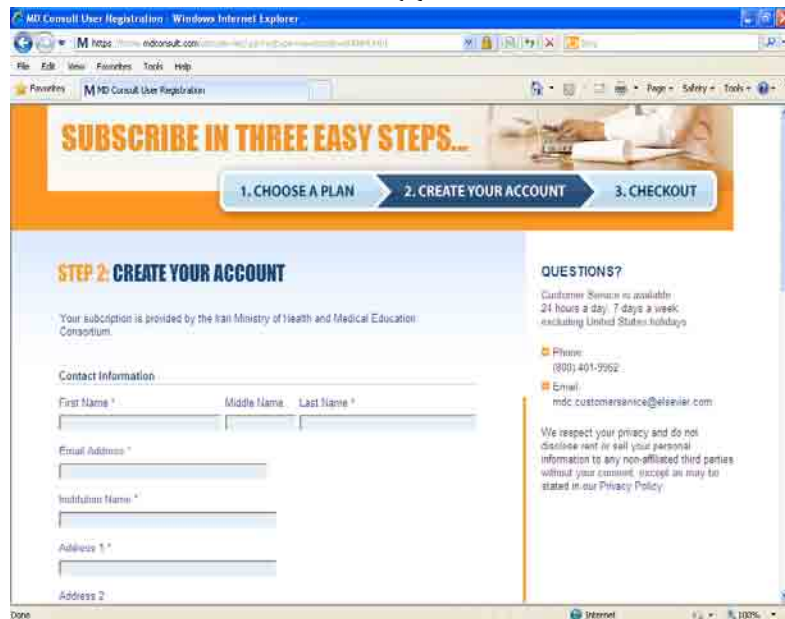 MD Consult User Registration - Windows Internet Explorer
M https mdconsult.com
File Edit View Favorites Tools Help
Favorites M MD Consult User Registration
Page Safety Tools
SUBSCRIBE IN THREE EASY STEPS...
1. CHOOSE A PLAN 2. CREATE YOUR ACCOUNT 3. CHECKOUT
STEP 2: CREATE YOUR ACCOUNT
Your subcription is provided by the Iran Ministry of Health and Medical Education
Consortium.
Contact Information
First Name * Middle Name Last Name *
Email Address *
Institution Name *
Address 1 *
Address 2
QUESTIONS?
Customer Service is available
24 hours a day, 7 days a week
excluding United States holidays
Phone:
(800) 401-9962
Email:
mdc.customerservice@elsevier.com
We respect your privacy and do not
disclose rent or sell your personal
information to any non-affiliated third parties
without your consent, except as may be
stated in our Privacy Policy.
Done Internet 100%